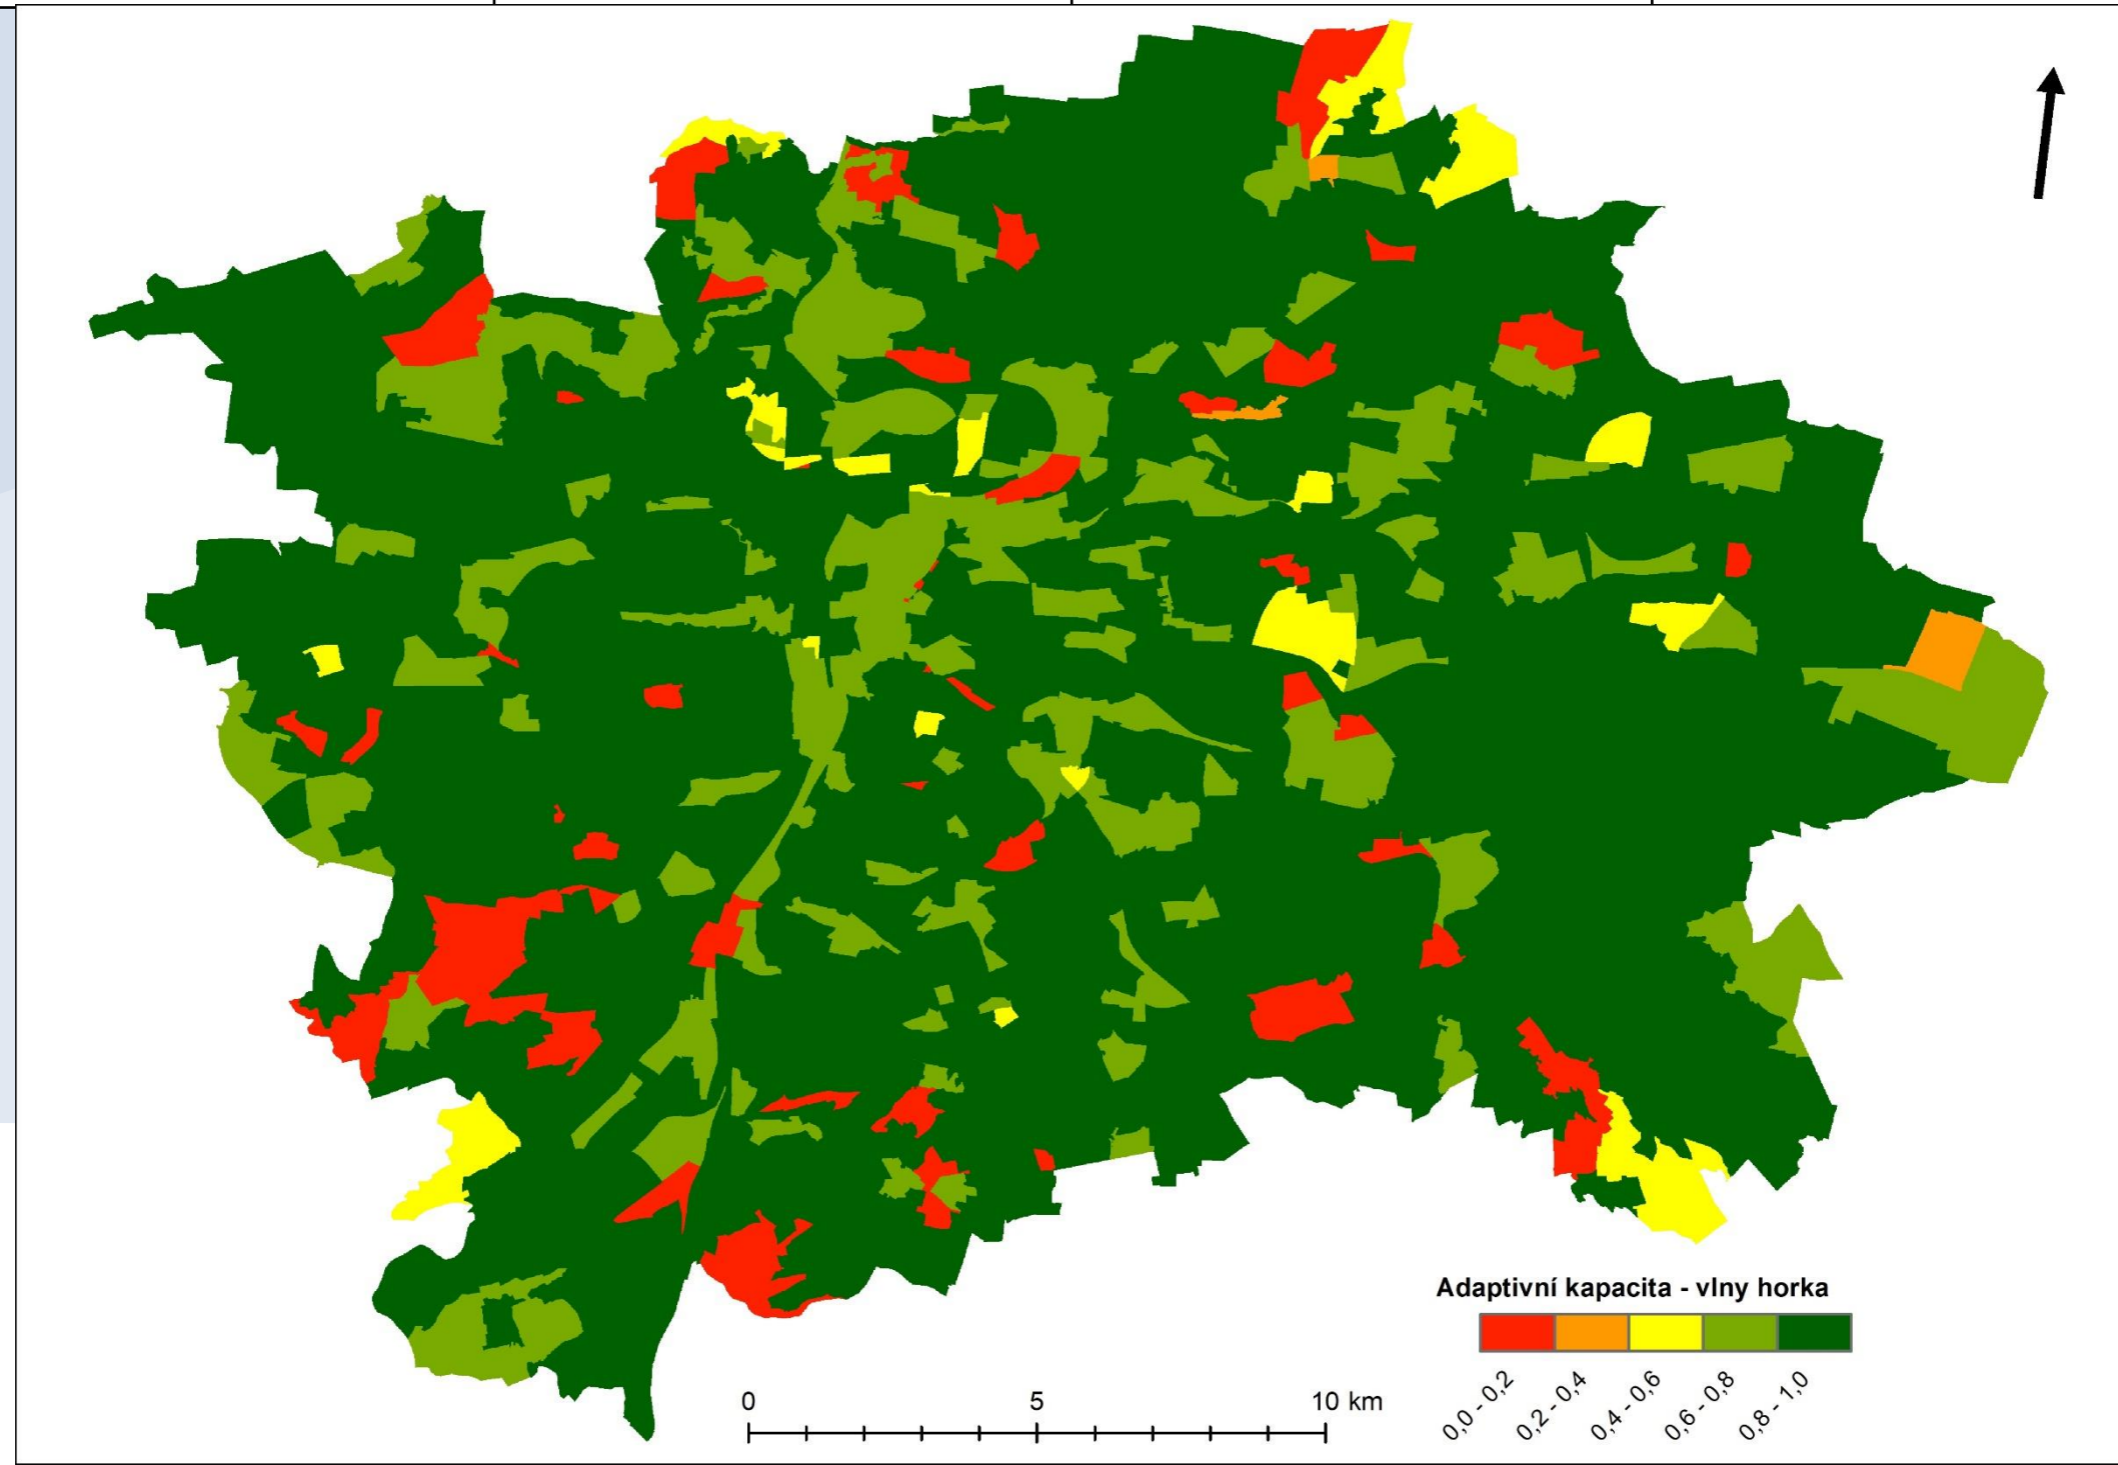 Adaptivní kapacita - vlny horka
0,0 - 0,2
0,2 - 0,4
0,4 - 0,6
0,6 - 0,8
0,8 - 1,0
0 5 10 km